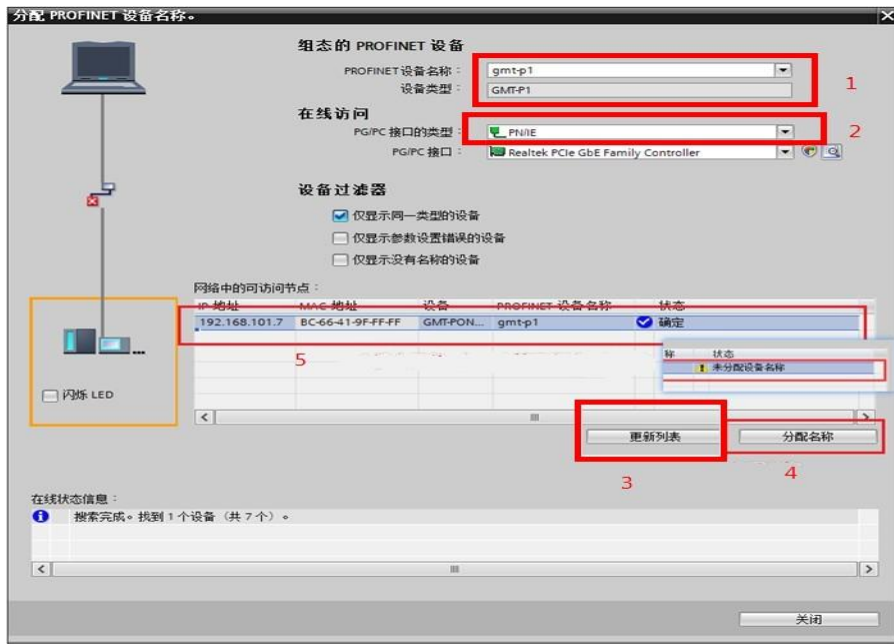 分配 PROFINET 设备名称。
组态的 PROFINET 设备
PROFINET设备名称：
gmt-p1
1
设备类型：
GMT-P1
在线访问
PG/PC 接口的类型：
PN/IE
2
PG/PC 接口：
Realtek PCIe GbE Family Controller
设备过滤器
仅显示同一类型的设备
仅显示参数设置错误的设备
仅显示没有名称的设备
网络中的可访问节点：
IP 地址 MAC 地址 设备 PROFINET 设备名称 状态
192.168.101.7 BC-66-41-9F-FF-FF GMT-PON... gmt-p1 确定
5
称 状态
未分配设备名称
闪烁 LED
更新列表
分配名称
3
4
在线状态信息：
搜索完成。找到 1 个设备（共 7 个）。
关闭